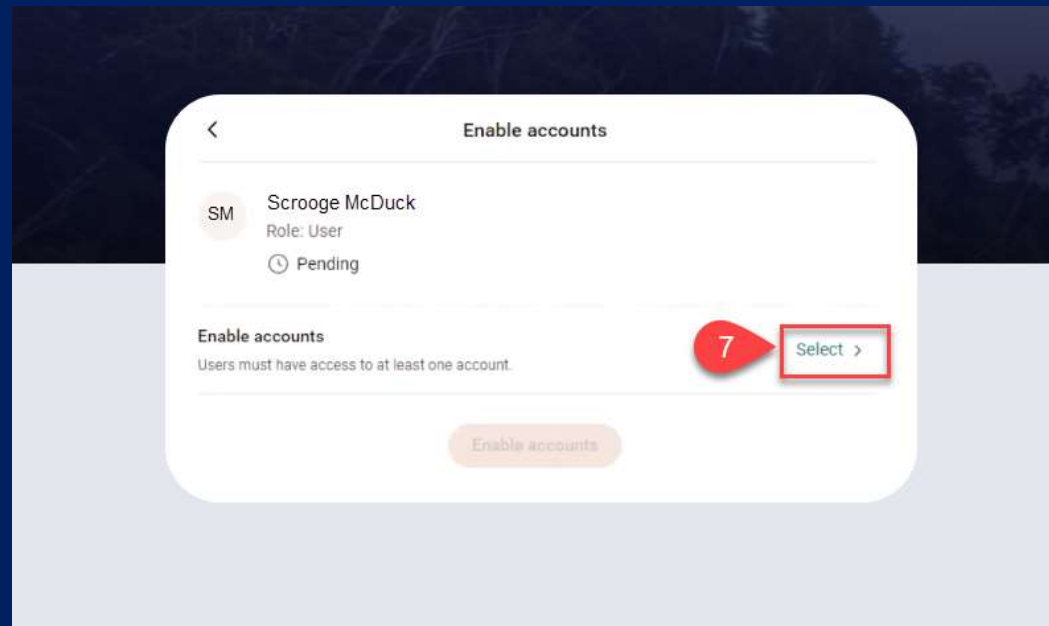 Enable accounts
SM
Scrooge McDuck
Role: User
Pending
Enable accounts
Users must have access to at least one account.
7
Select >
Enable accounts